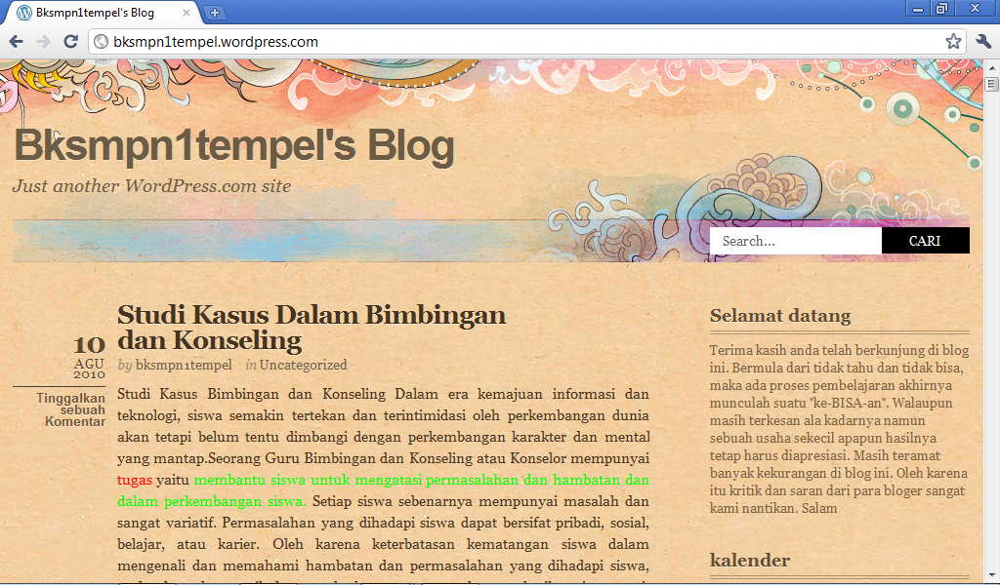 Bksmpn1tempel's Blog
bksmpn1tempel.wordpress.com
Bksmpn1tempel's Blog
Just another WordPress.com site
Search...
CARI
10
AGU
2010
Tinggalkan
sebuah
Komentar
Studi Kasus Dalam Bimbingan
dan Konseling
by bksmpn1tempel in Uncategorized
Studi Kasus Bimbingan dan Konseling Dalam era kemajuan informasi dan
teknologi, siswa semakin tertekan dan terintimidasi oleh perkembangan dunia
akan tetapi belum tentu dimbangi dengan perkembangan karakter dan mental
yang mantap.Seorang Guru Bimbingan dan Konseling atau Konselor mempunyai
tugas yaitu membantu siswa untuk mengatasi permasalahan dan hambatan dan
dalam perkembangan siswa. Setiap siswa sebenarnya mempunyai masalah dan
sangat variatif. Permasalahan yang dihadapi siswa dapat bersifat pribadi, sosial,
belajar, atau karier. Oleh karena keterbatasan kematangan siswa dalam
mengenali dan memahami hambatan dan permasalahan yang dihadapi siswa,
Selamat datang
Terima kasih anda telah berkunjung di blog
ini. Bermula dari tidak tahu dan tidak bisa,
maka ada proses pembelajaran akhirnya
munculah suatu "ke-BISA-an". Walaupun
masih terkesan ala kadarnya namun
sebuah usaha sekecil apapun hasilnya
tetap harus diapresiasi. Masih teramat
banyak kekurangan di blog ini. Oleh karena
itu kritik dan saran dari para bloger sangat
kami nantikan. Salam
kalender